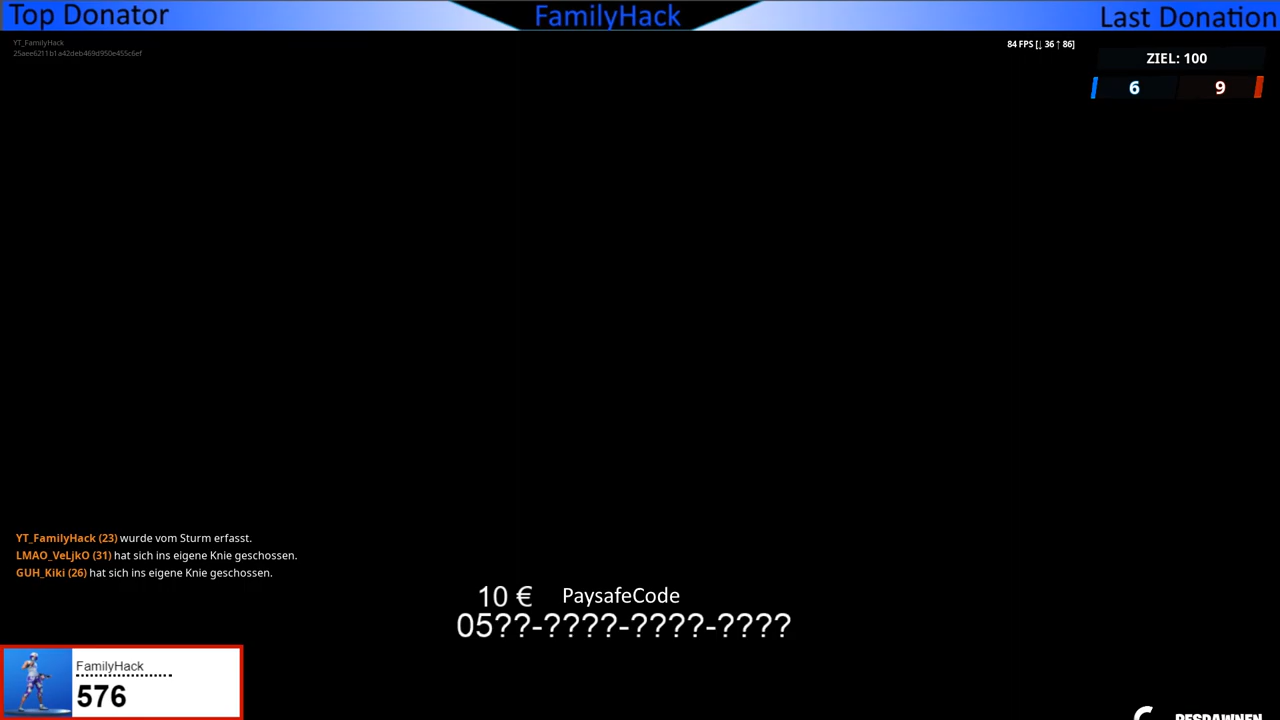 Top Donator
FamilyHack
Last Donation
YT_FamilyHack
25aee6211b1a42deb469d950e455c6ef
84 FPS [↓ 36 ↑ 86]
ZIEL: 100
6
9
YT_FamilyHack (23) wurde vom Sturm erfasst.
LMAO_VeLjkO (31) hat sich ins eigene Knie geschossen.
GUH_Kiki (26) hat sich ins eigene Knie geschossen.
10 € PaysafeCode
05??-????-????-????
FamilyHack
576
RESPAWNEN